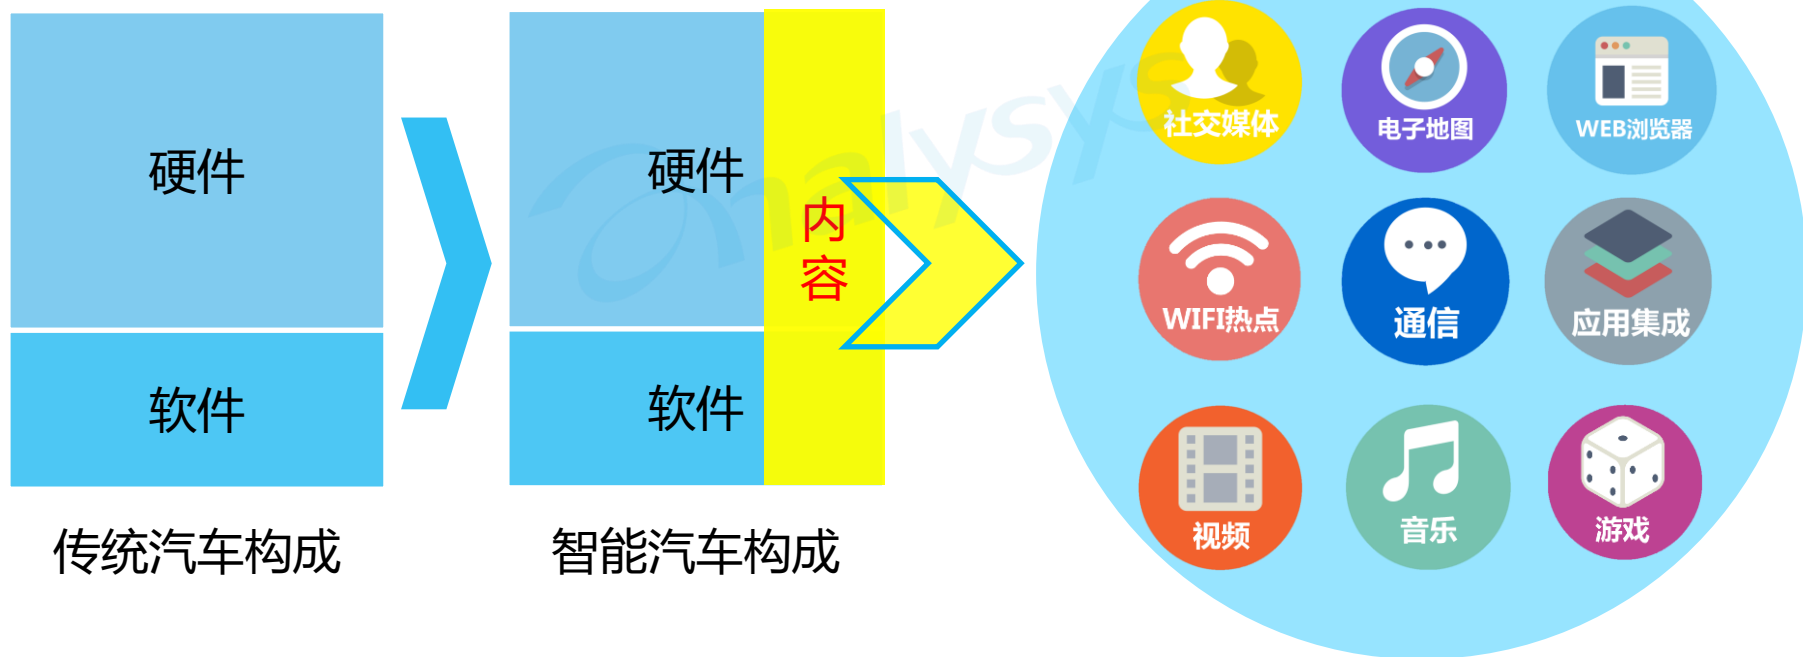 硬件
软件
传统汽车构成
硬件
软件
内
容
智能汽车构成
社交媒体
电子地图
WEB浏览器
WIFI热点
通信
应用集成
视频
音乐
游戏
analysys